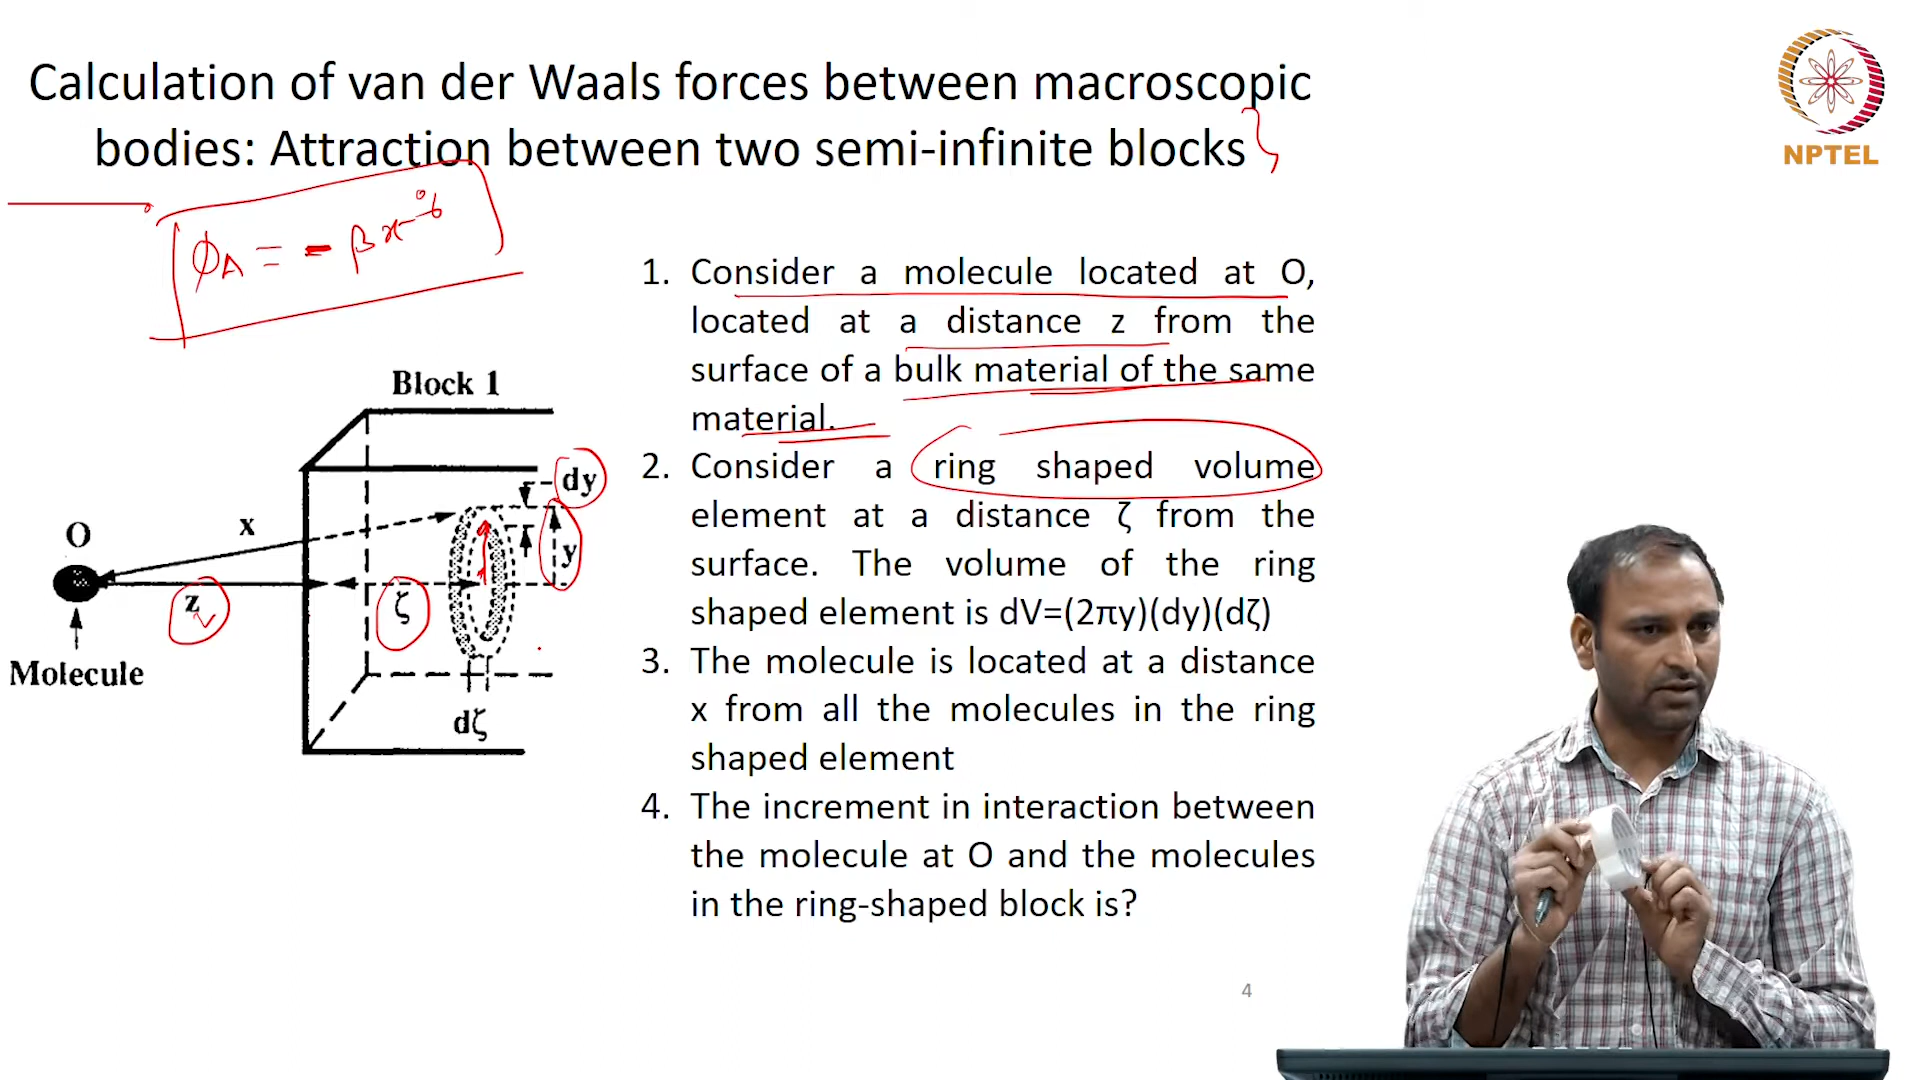 Calculation of van der Waals forces between macroscopic
bodies: Attraction between two semi-infinite blocks
NPTEL
ϕA = - βx⁻⁶
1. Consider a molecule located at O,
located at a distance z from the
surface of a bulk material of the same
material.
2. Consider a ring shaped volume
element at a distance ζ from the
surface. The volume of the ring
shaped element is dV=(2πy)(dy)(dζ)
3. The molecule is located at a distance
x from all the molecules in the ring
shaped element
4. The increment in interaction between
the molecule at O and the molecules
in the ring-shaped block is?
Block 1
dy
O
x
y
z
ζ
Molecule
dζ
4